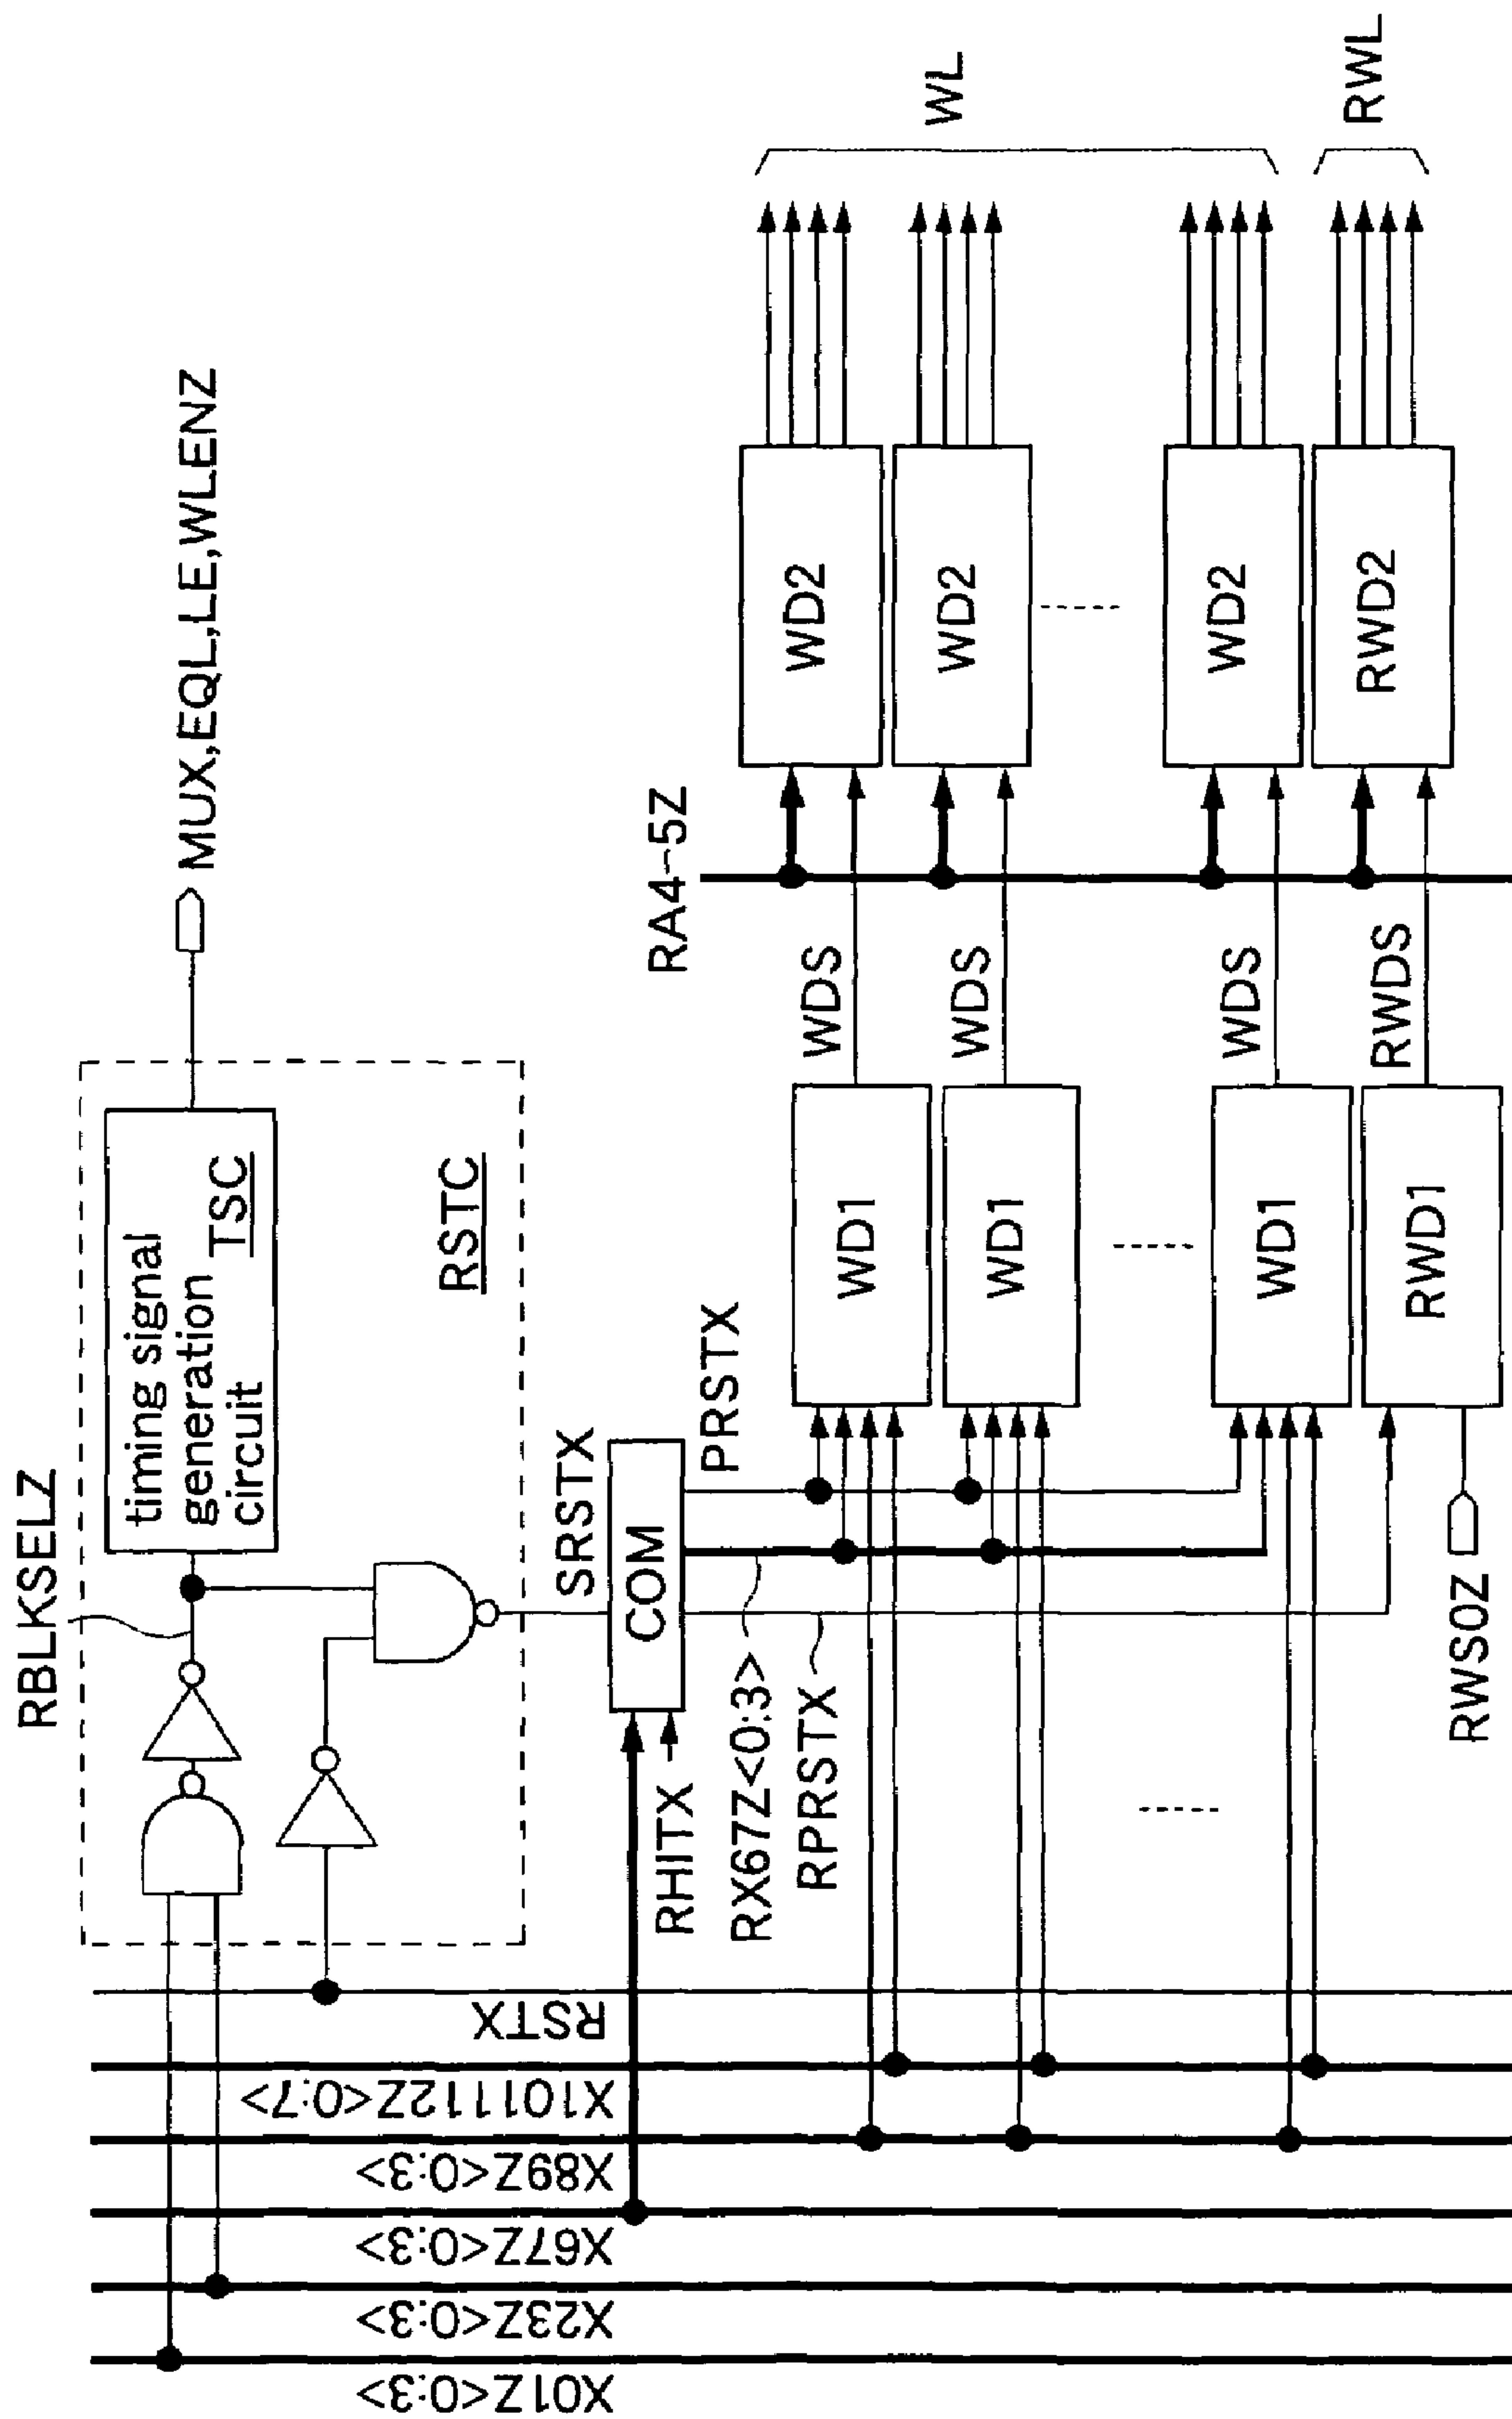 RBLKSELZ
timing signal
generation
circuit
TSC
MUX,EQL,LE,WLENZ
RSTC
SRSTX
COM
RHITX
PRSTX
RX67Z<0:3>
RPRSTX
RA4-5Z
WD1
WDS
WD2
WD1
WDS
WD2
WD1
WDS
WD2
RWD1
RWDS
RWD2
RWS0Z
WL
RWL
RSTX
X101112Z<0:7>
X89Z<0:3>
X67Z<0:3>
X23Z<0:3>
X01Z<0:3>